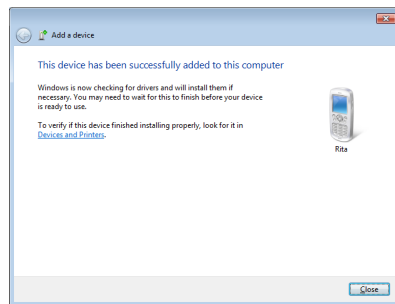 Add a device
This device has been successfully added to this computer
Windows is now checking for drivers and will install them if
necessary. You may need to wait for this to finish before your device
is ready to use.
To verify if this device finished installing properly, look for it in
Devices and Printers.
Rita
Close